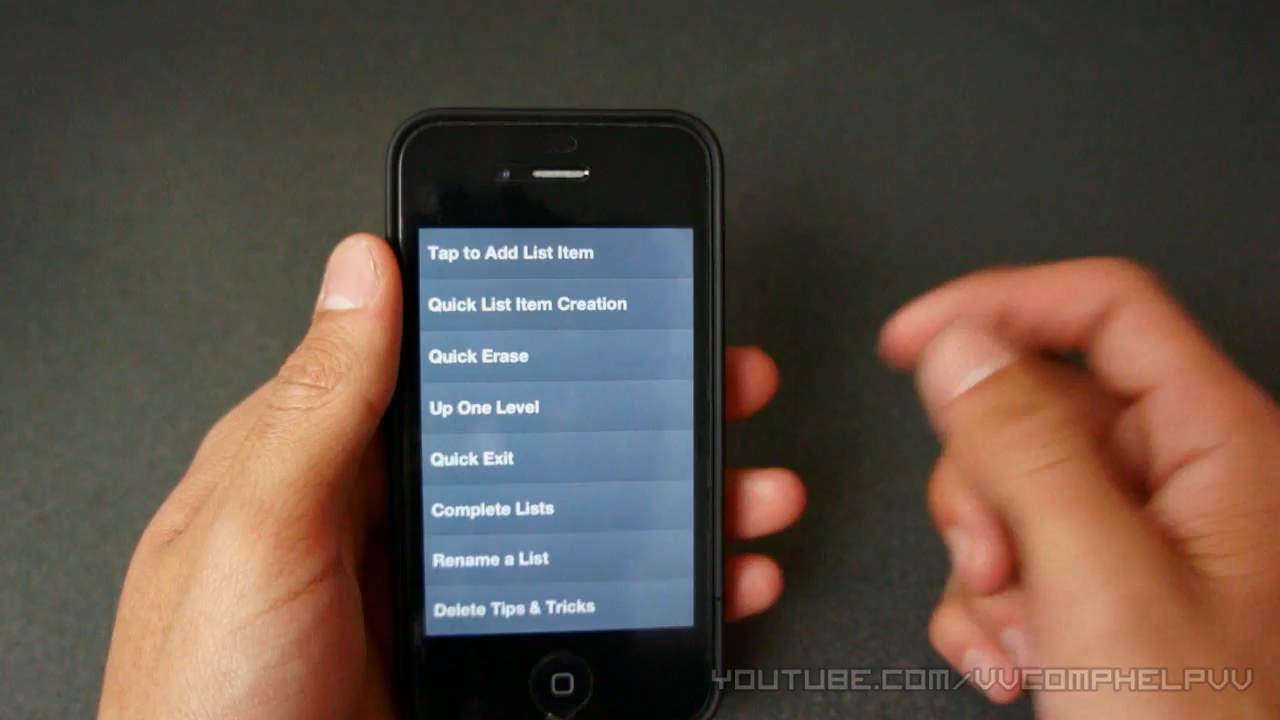 Tap to Add List Item
Quick List Item Creation
Quick Erase
Up One Level
Quick Exit
Complete Lists
Rename a List
Delete Tips & Tricks
YOUTUBE.COM/VVCOMPHELPVV